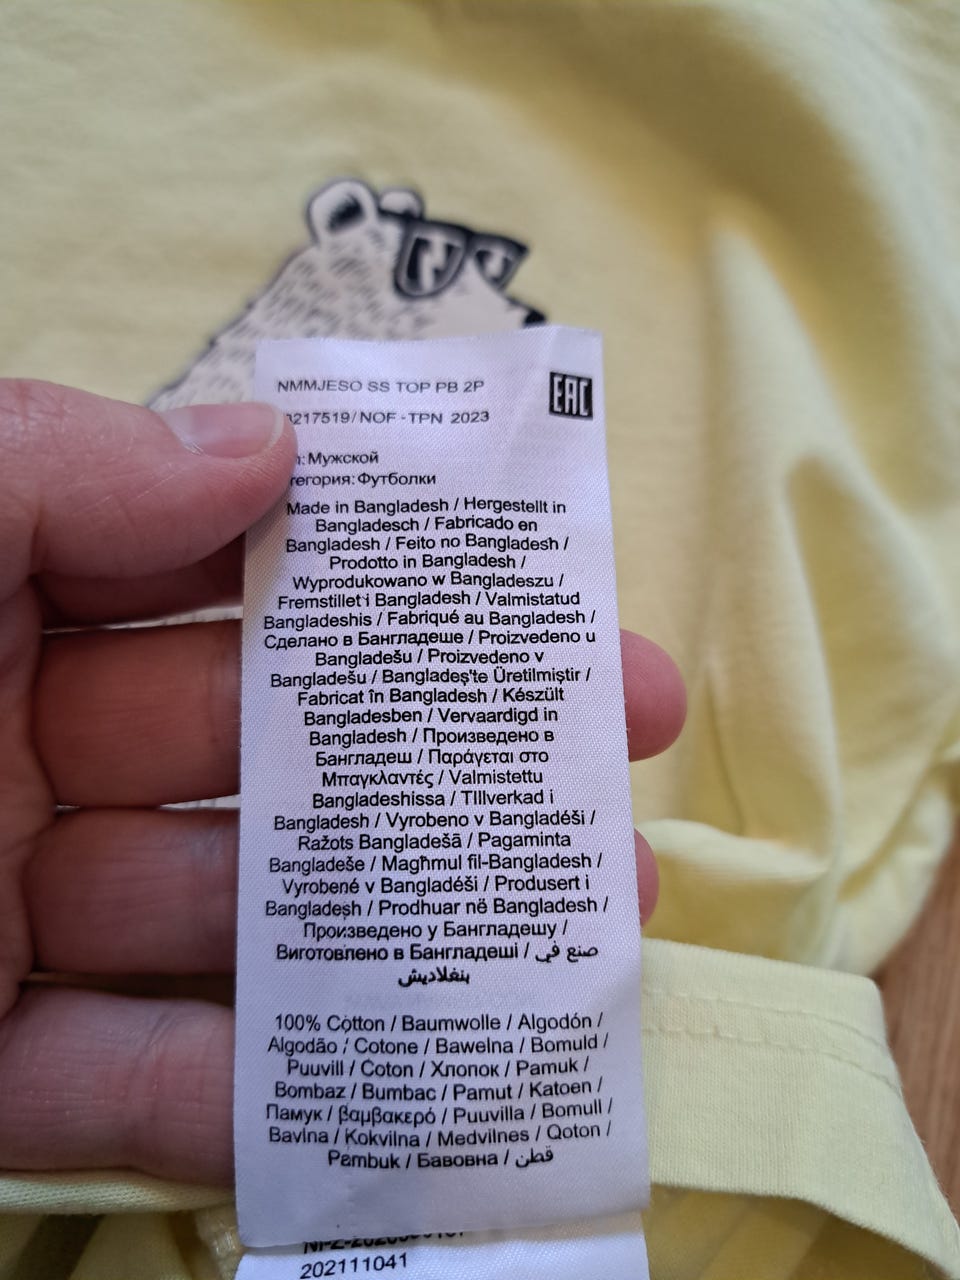 NMMJESO SS TOP PB 2P
EAC
217519/ NOF - TPN 2023
: Мужской
: Футболки
Made in Bangladesh / Hergestellt in
Bangladesch / Fabricado en
Bangladesh / Feito no Bangladesh /
Prodotto in Bangladesh /
Wyprodukowano w Bangladeszu /
Fremstillet i Bangladesh / Valmistatud
Bangladeshis / Fabriqué au Bangladesh /
Сделано в Бангладеше / Proizvedeno u
Bangladešu / Proizvedeno v
Bangladešu / Bangladeş'te Üretilmiştir /
Fabricat în Bangladesh / Készült
Bangladesben / Vervaardigd in
Bangladesh / Произведено в
Бангладеш / Παράγεται στο
Μπαγκλαντές / Valmistettu
Bangladeshissa / TIllverkad i
Bangladesh / Vyrobeno v Bangladéši /
Ražots Bangladešā / Pagaminta
Bangladeše / Magħmul fil-Bangladesh /
Vyrobené v Bangladéši / Produsert i
Bangladesh / Prodhuar në Bangladesh /
Произведено у Бангладешу /
Виготовлено в Бангладеші / صنع في
بنغلاديش
100% Cotton / Baumwolle / Algodón /
Algodão / Cotone / Bawełna / Bomuld /
Puuvill / Coton / Хлопок / Pamuk /
Bombaz / Bumbac / Pamut / Katoen /
Памук / βαμβακερό / Puuvilla / Bomull /
Bavlna / Kokvilna / Medvilnes / Qoton /
Pambuk / Бавовна / قطن
202111041